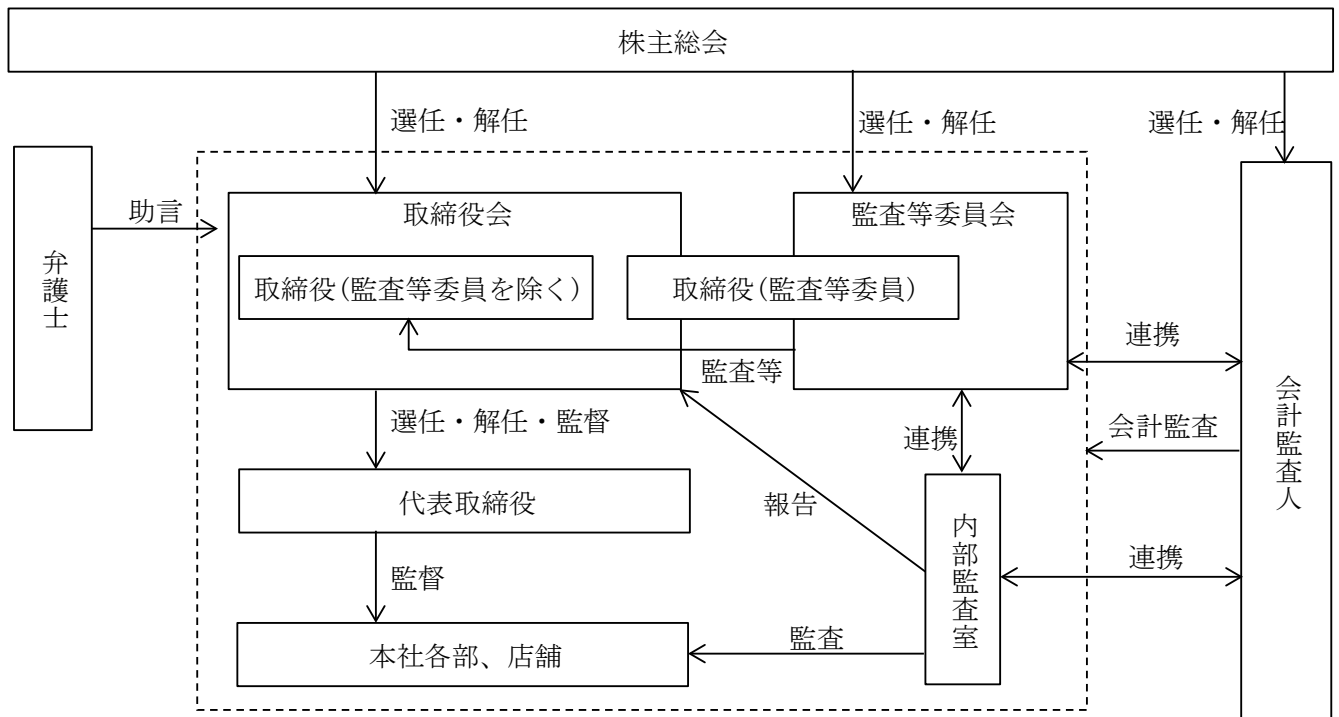 株主総会
選任・解任
選任・解任
選任・解任
弁護士
助言
取締役会
監査等委員会
取締役(監査等委員を除く)
取締役(監査等委員)
監査等
連携
会計監査人
選任・解任・監督
連携
会計監査
代表取締役
報告
内部監査室
連携
監督
本社各部、店舗
監査